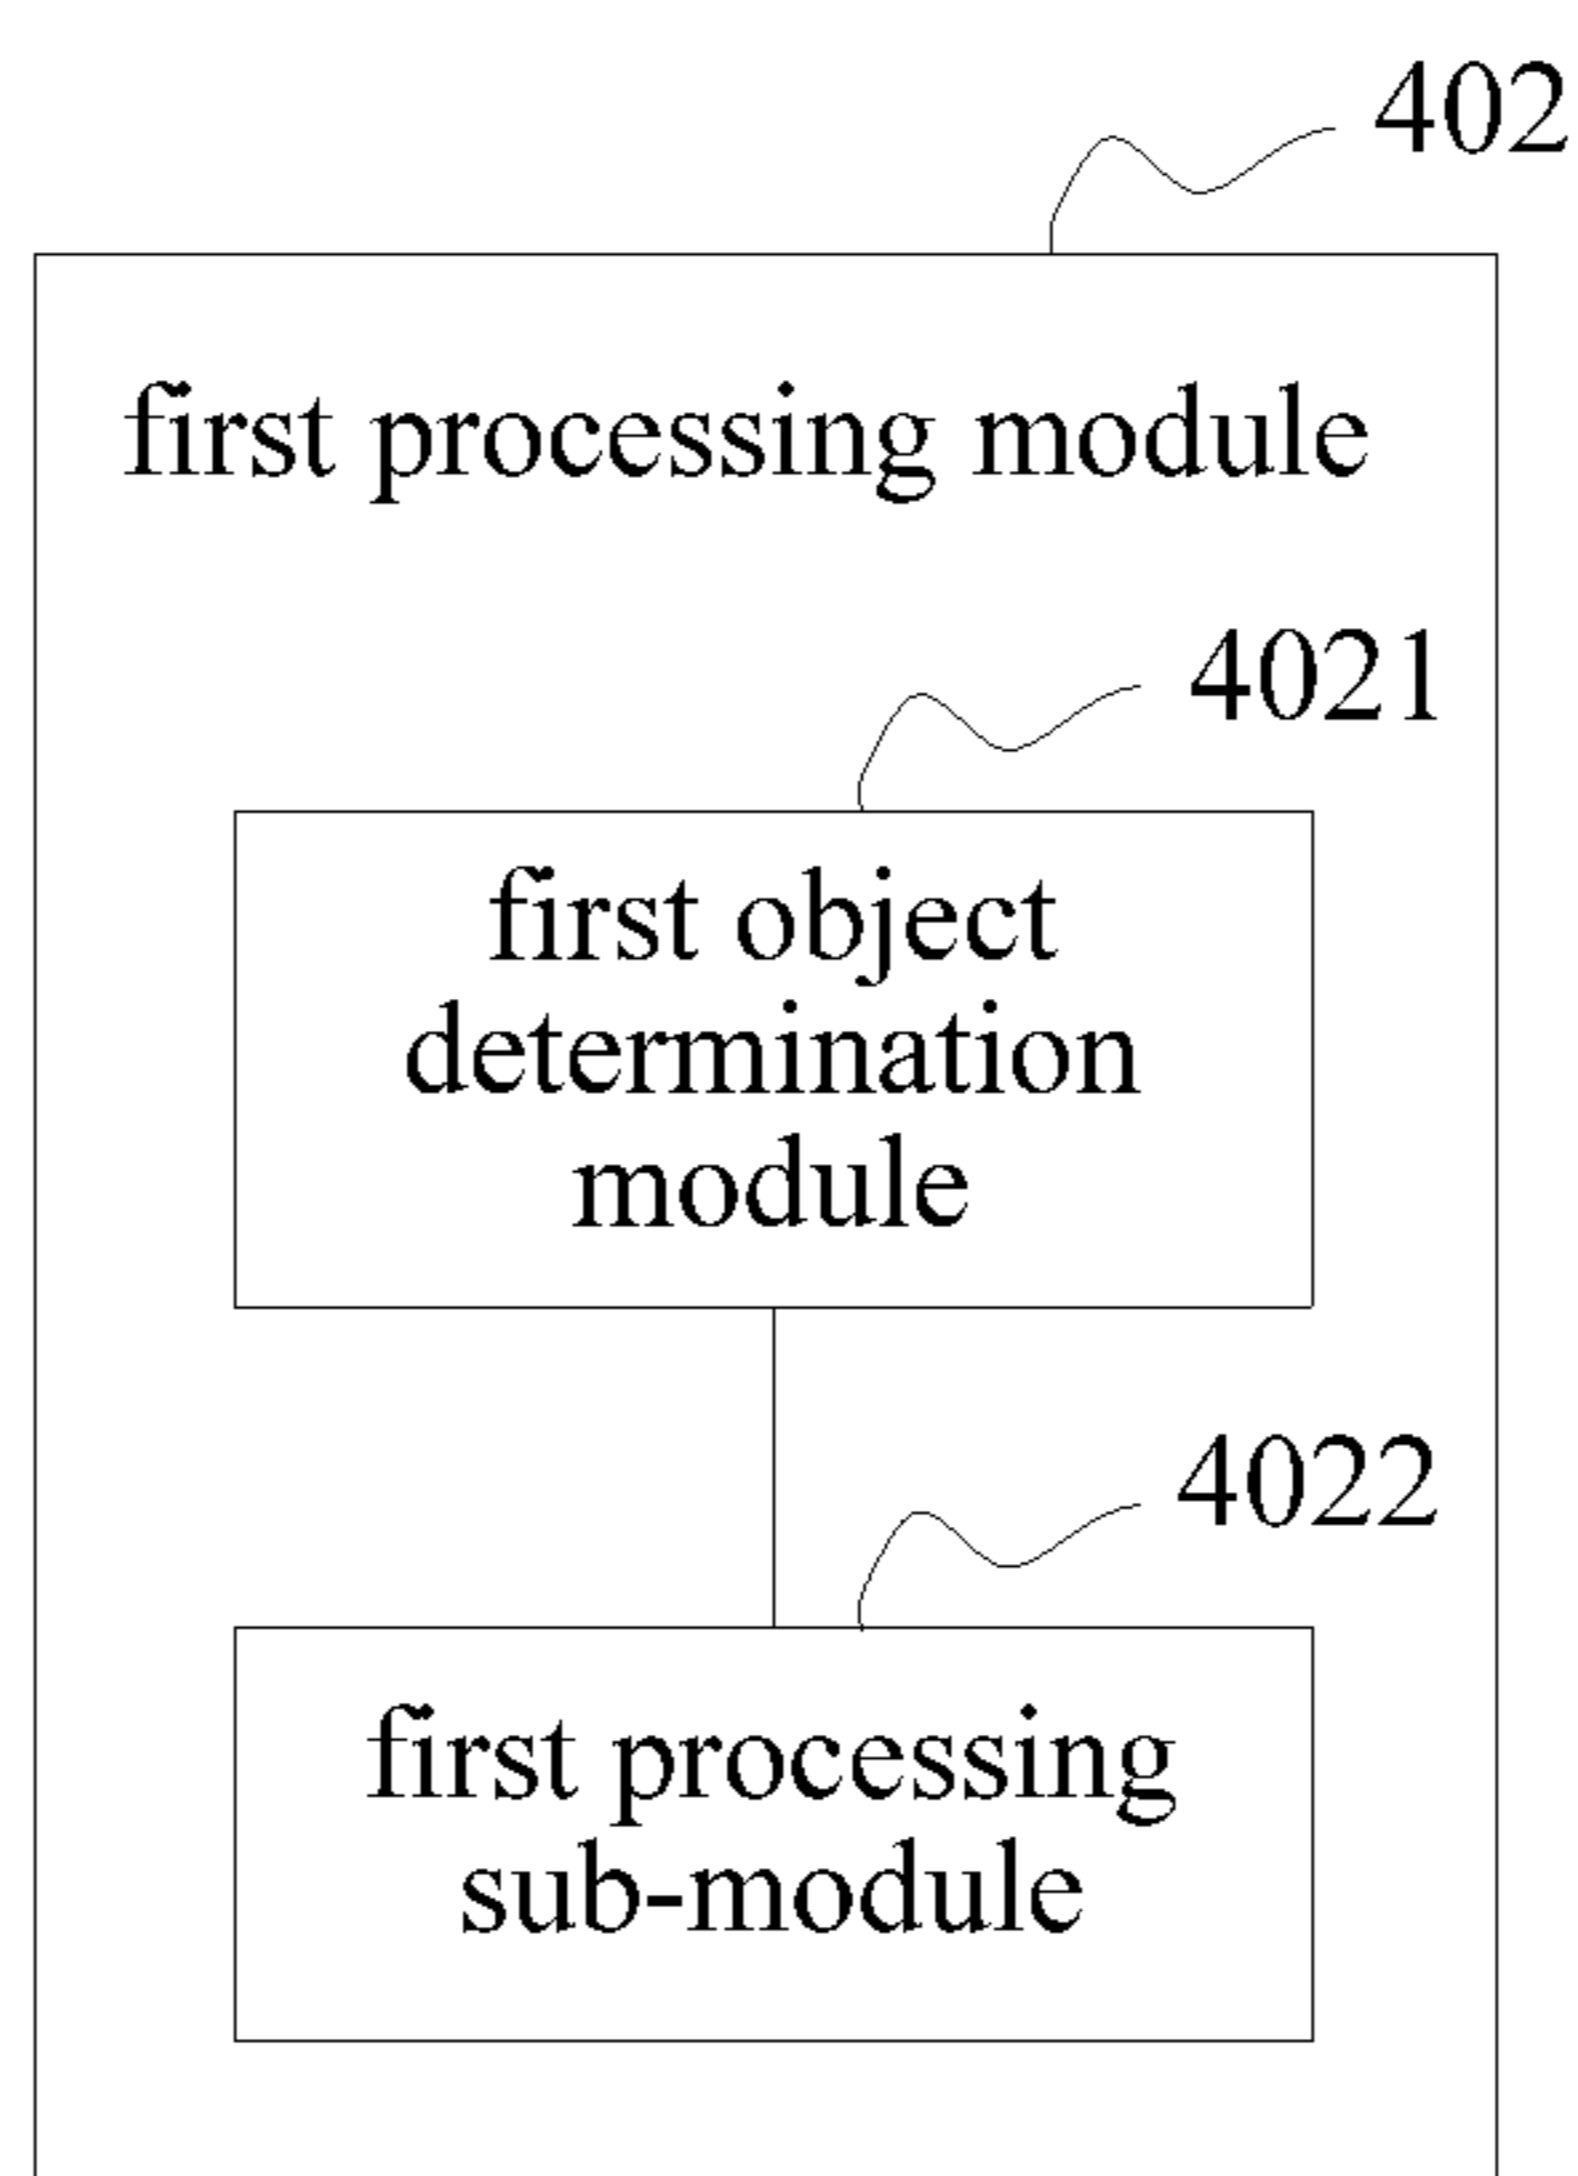 402
first processing module
4021
first object
determination
module
4022
first processing
sub-module